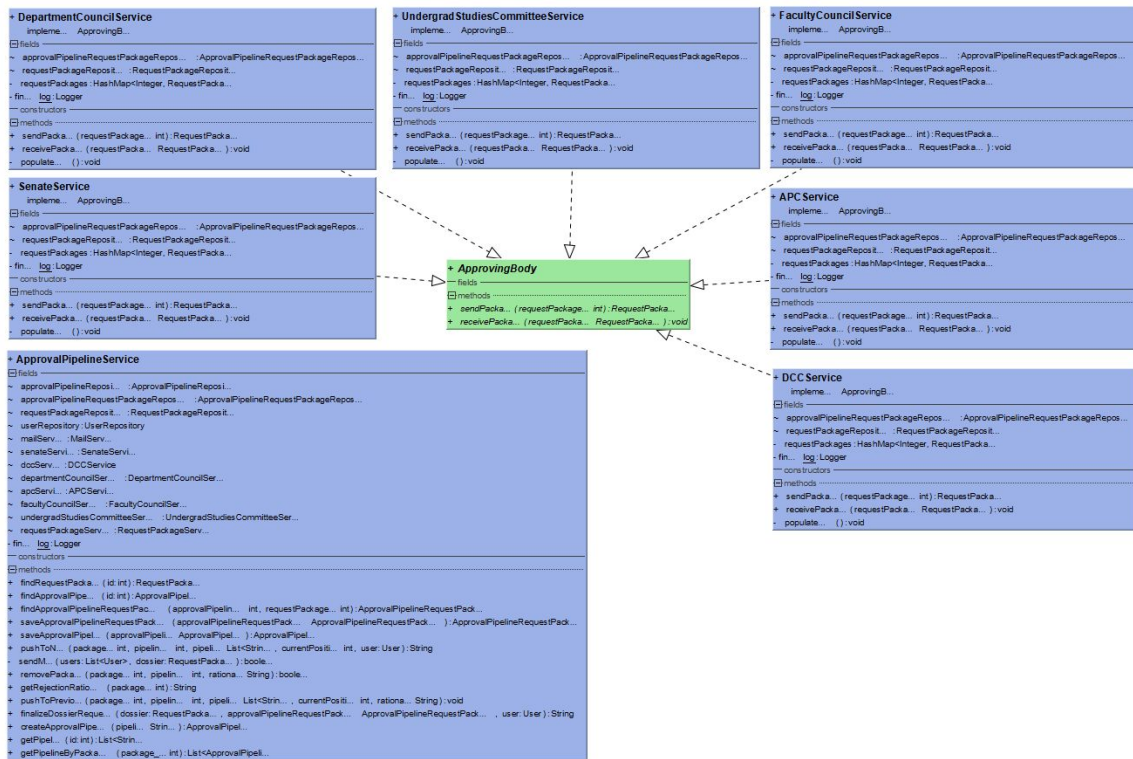 + DepartmentCouncilService
impleme... ApprovingB...
fields
~ approvalPipelineRequestPackageRepos... :ApprovalPipelineRequestPackageRepos...
~ requestPackageReposit... :RequestPackageReposit...
- requestPackages:HashMap<Integer, RequestPacka...
- fin... log:Logger
constructors
methods
+ sendPacka... (requestPackage... int):RequestPacka...
+ receivePacka... (requestPacka... RequestPacka... ):void
- populate... ():void
+ UndergradStudiesCommitteeService
impleme... ApprovingB...
fields
~ approvalPipelineRequestPackageRepos... :ApprovalPipelineRequestPackageRepos...
~ requestPackageReposit... :RequestPackageReposit...
- requestPackages:HashMap<Integer, RequestPacka...
- fin... log:Logger
constructors
methods
+ sendPacka... (requestPackage... int):RequestPacka...
+ receivePacka... (requestPacka... RequestPacka... ):void
- populate... ():void
+ FacultyCouncilService
impleme... ApprovingB...
fields
~ approvalPipelineRequestPackageRepos... :ApprovalPipelineRequestPackageRepos...
~ requestPackageReposit... :RequestPackageReposit...
- requestPackages:HashMap<Integer, RequestPacka...
- fin... log:Logger
constructors
methods
+ sendPacka... (requestPackage... int):RequestPacka...
+ receivePacka... (requestPacka... RequestPacka... ):void
- populate... ():void
+ SenateService
impleme... ApprovingB...
fields
~ approvalPipelineRequestPackageRepos... :ApprovalPipelineRequestPackageRepos...
~ requestPackageReposit... :RequestPackageReposit...
- requestPackages:HashMap<Integer, RequestPacka...
- fin... log:Logger
constructors
methods
+ sendPacka... (requestPackage... int):RequestPacka...
+ receivePacka... (requestPacka... RequestPacka... ):void
- populate... ():void
+ ApprovingBody
fields
methods
+ sendPacka... (requestPackage... int):RequestPacka...
+ receivePacka... (requestPacka... RequestPacka... ):void
+ APCService
impleme... ApprovingB...
fields
~ approvalPipelineRequestPackageRepos... :ApprovalPipelineRequestPackageRepos...
~ requestPackageReposit... :RequestPackageReposit...
- requestPackages:HashMap<Integer, RequestPacka...
- fin... log:Logger
constructors
methods
+ sendPacka... (requestPackage... int):RequestPacka...
+ receivePacka... (requestPacka... RequestPacka... ):void
- populate... ():void
+ ApprovalPipelineService
fields
~ approvalPipelineReposi... :ApprovalPipelineReposi...
~ approvalPipelineRequestPackageRepos... :ApprovalPipelineRequestPackageRepos...
~ requestPackageReposit... :RequestPackageReposit...
~ userRepository:UserRepository
~ mailServ... :MailServ...
~ senateServi... :SenateServi...
~ dccServ... :DCCService
~ departmentCouncilSer... :DepartmentCouncilSer...
~ apcServi... :APCServi...
~ facultyCouncilSer... :FacultyCouncilSer...
~ undergradStudiesCommitteeSer... :UndergradStudiesCommitteeSer...
~ requestPackageServ... :RequestPackageServ...
- fin... log:Logger
constructors
methods
+ findRequestPacka... (id:int):RequestPacka...
+ findApprovalPipe... (id:int):ApprovalPipel...
+ findApprovalPipelineRequestPac... (approvalPipelin... int, requestPackage... int):ApprovalPipelineRequestPack...
+ saveApprovalPipelineRequestPack... (approvalPipelineRequestPack... ApprovalPipelineRequestPack... ):ApprovalPipelineRequestPack...
+ saveApprovalPipel... (approvalPipeli... ApprovalPipel... ):ApprovalPipel...
+ pushToN... (package... int, pipelin... int, pipeli... List<Strin... , currentPositi... int, user:User):String
- sendM... (users:List<User>, dossier:RequestPacka... ):boole...
+ removePacka... (package... int, pipelin... int, rationa... String):boole...
+ getRejectionRatio... (package... int):String
+ pushToPrevio... (package... int, pipelin... int, pipeli... List<Strin... , currentPositi... int, rationa... String):void
+ finalizeDossierReque... (dossier:RequestPacka... , approvalPipelineRequestPack... ApprovalPipelineRequestPack... , user:User):String
+ createApprovalPipe... (pipeli... Strin... ):ApprovalPipel...
+ getPipel... (id:int):List<Strin...
+ getPipelineByPacka... (package_... int):List<ApprovalPipeli...
+ DCCService
impleme... ApprovingB...
fields
~ approvalPipelineRequestPackageRepos... :ApprovalPipelineRequestPackageRepos...
~ requestPackageReposit... :RequestPackageReposit...
- requestPackages:HashMap<Integer, RequestPacka...
- fin... log:Logger
constructors
methods
+ sendPacka... (requestPackage... int):RequestPacka...
+ receivePacka... (requestPacka... RequestPacka... ):void
- populate... ():void